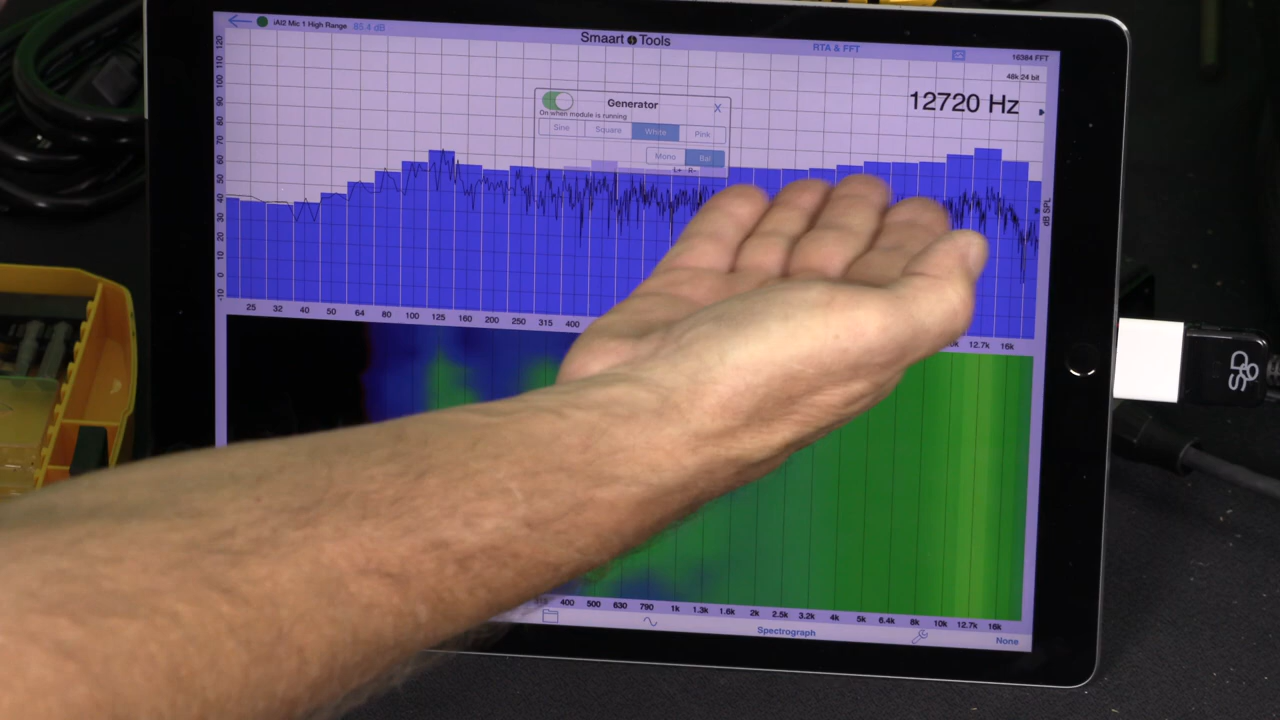 iAI2 Mic 1 High Range 85.4 dB
Smaart Tools
RTA & FFT
16384 FFT
48k 24 bit
12720 Hz
Generator X
On when module is running
Sine Square White Pink
Mono Bal
L+ R-
120
110
100
90
80
70
60
50
40
30
20
10
0
-10
dB SPL
25 32 40 50 64 80 100 125 160 200 250 315 400 12.7k 16k
400 500 630 790 1k 1.3k 1.6k 2k 2.5k 3.2k 4k 5k 6.4k 8k 10k 12.7k 16k
Spectrograph
None